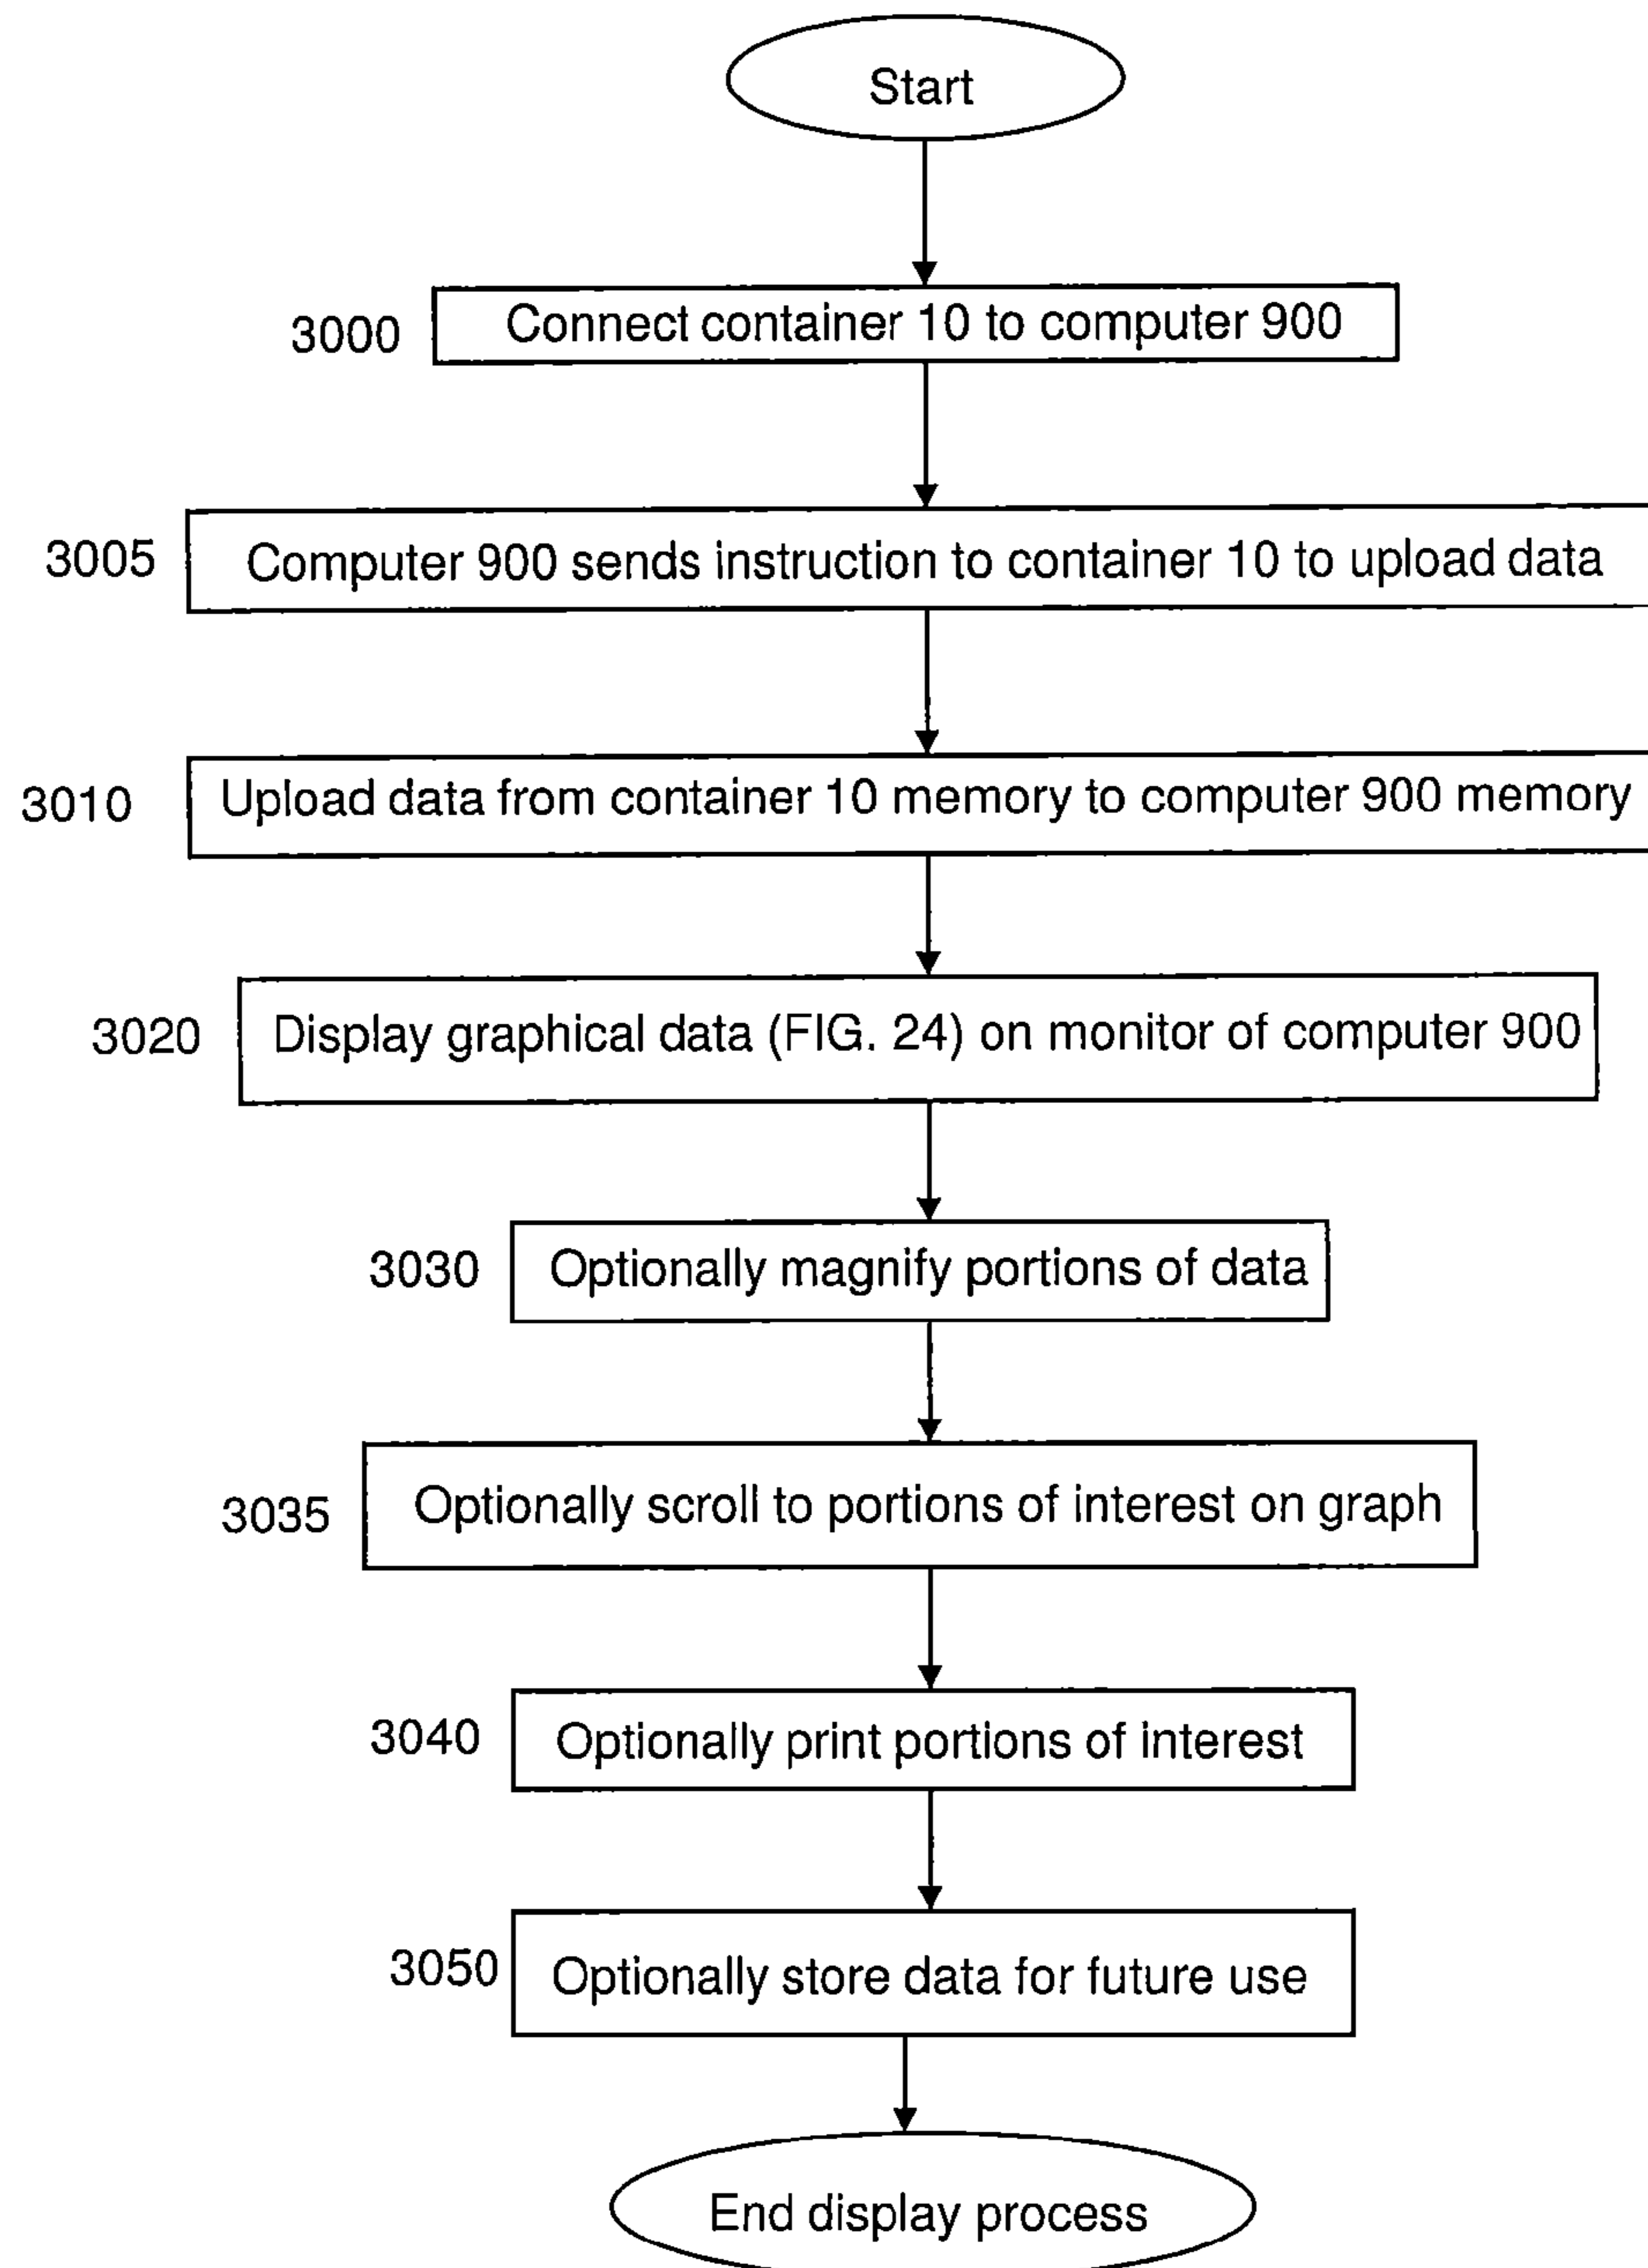 Start
3000 Connect container 10 to computer 900
3005 Computer 900 sends instruction to container 10 to upload data
3010 Upload data from container 10 memory to computer 900 memory
3020 Display graphical data (FIG. 24) on monitor of computer 900
3030 Optionally magnify portions of data
3035 Optionally scroll to portions of interest on graph
3040 Optionally print portions of interest
3050 Optionally store data for future use
End display process